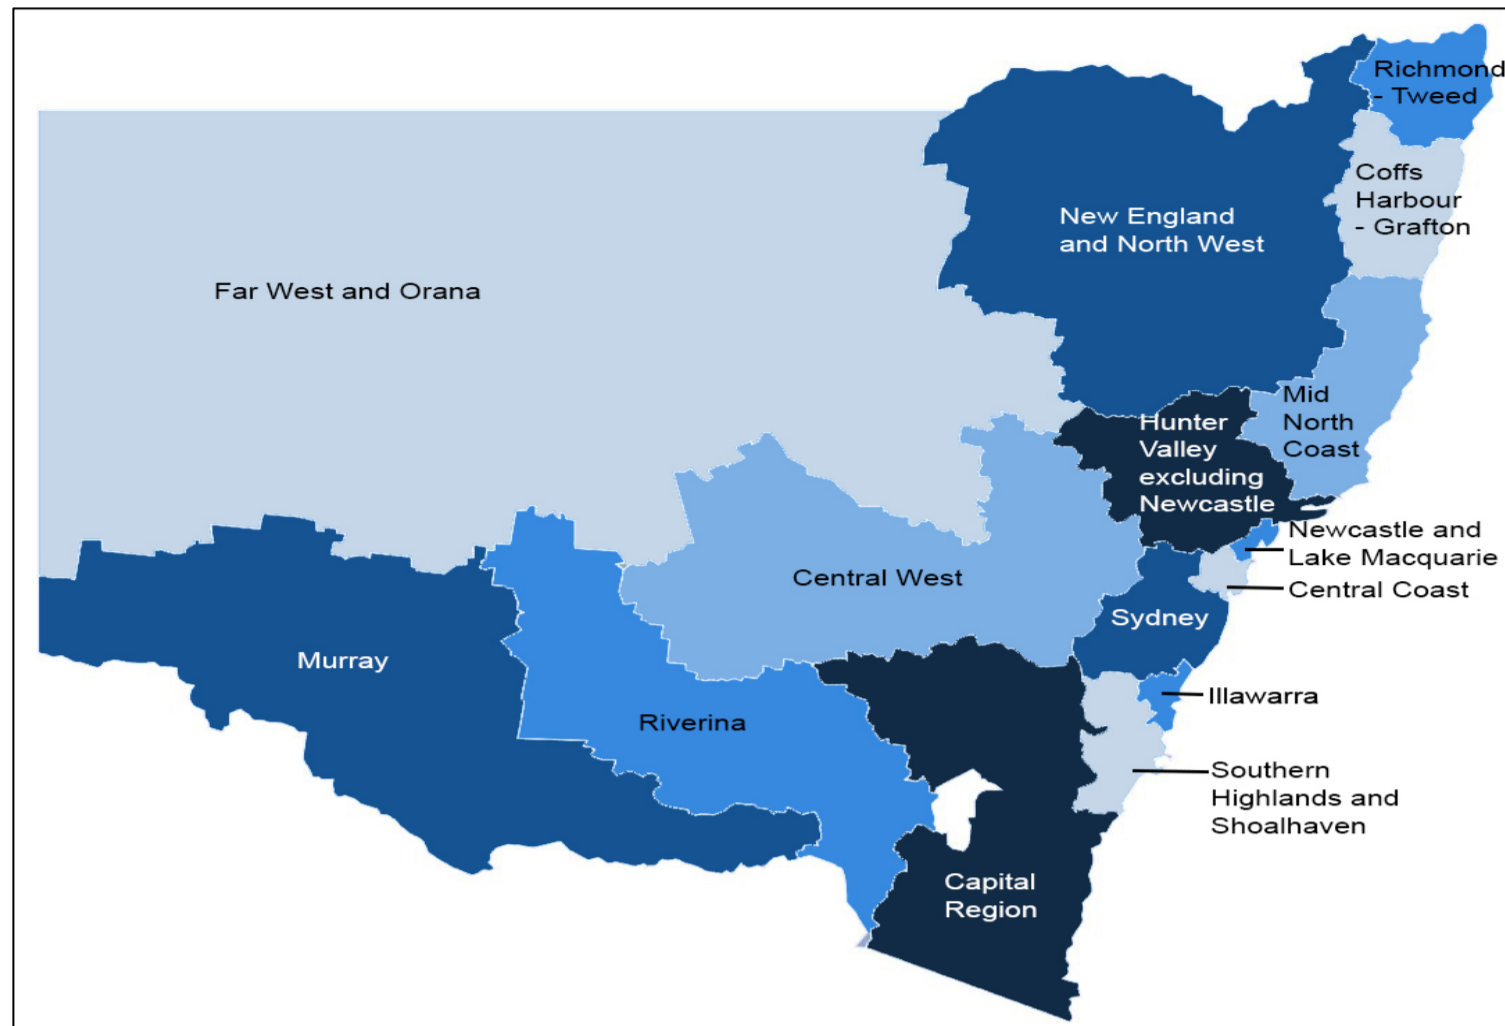 Richmond
- Tweed
Coffs
Harbour
- Grafton
New England
and North West
Far West and Orana
Mid
North
Coast
Hunter
Valley
excluding
Newcastle
Newcastle and
Lake Macquarie
Central West
Central Coast
Sydney
Murray
Illawarra
Riverina
Southern
Highlands and
Shoalhaven
Capital
Region